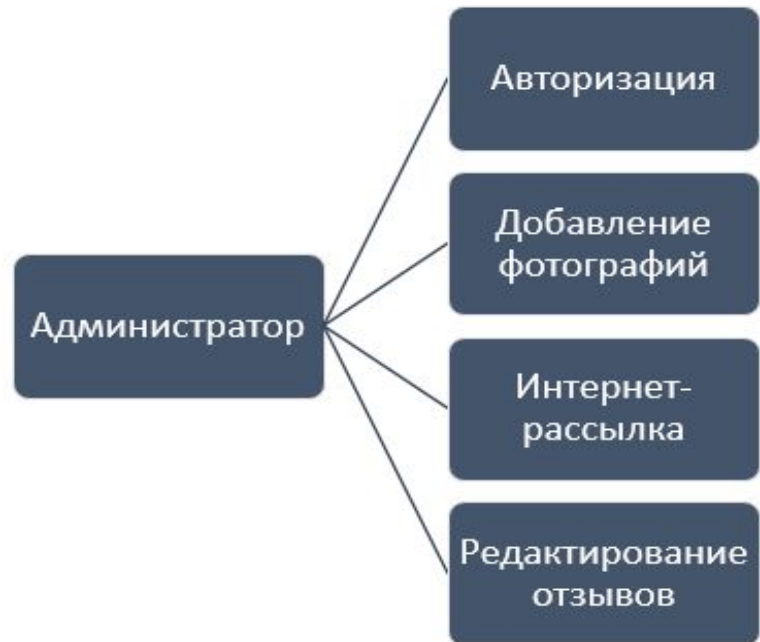 Администратор
Авторизация
Добавление
фотографий
Интернет-
рассылка
Редактирование
отзывов